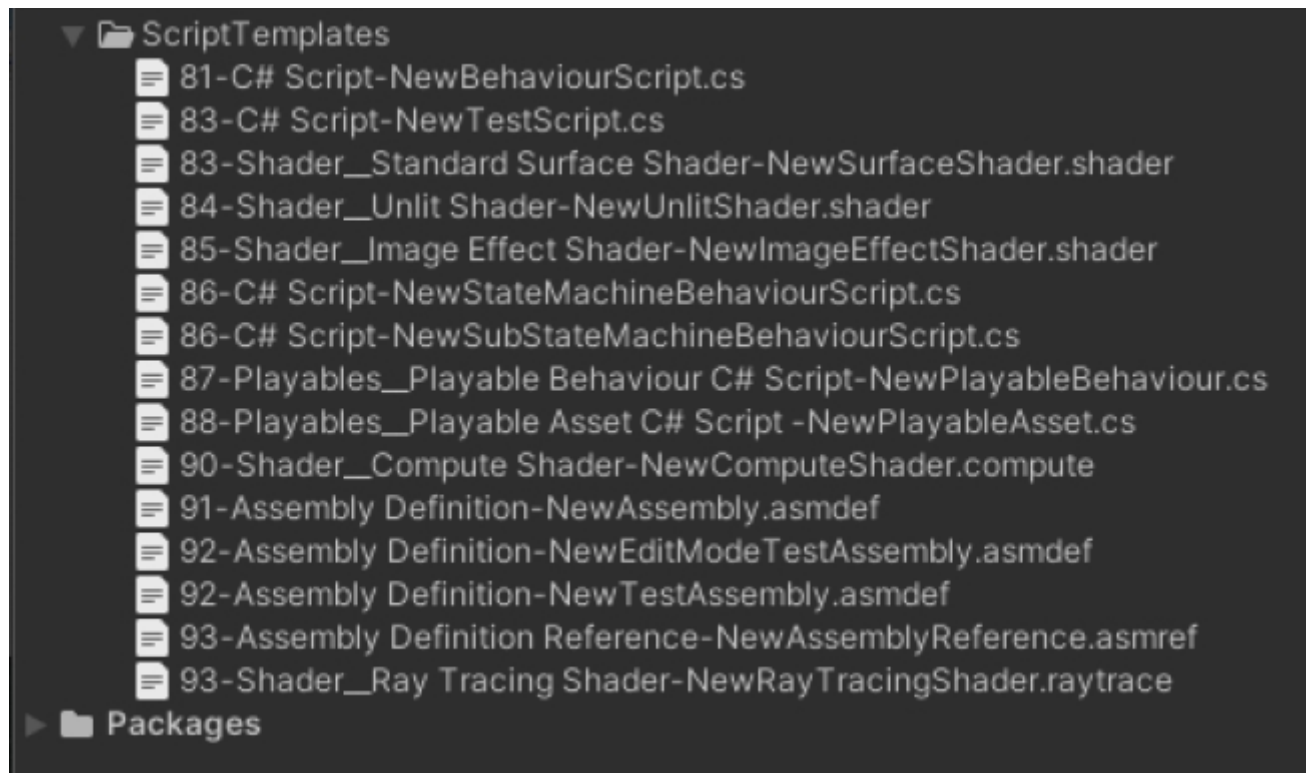 ScriptTemplates
81-C# Script-NewBehaviourScript.cs
83-C# Script-NewTestScript.cs
83-Shader__Standard Surface Shader-NewSurfaceShader.shader
84-Shader__Unlit Shader-NewUnlitShader.shader
85-Shader__Image Effect Shader-NewImageEffectShader.shader
86-C# Script-NewStateMachineBehaviourScript.cs
86-C# Script-NewSubStateMachineBehaviourScript.cs
87-Playables__Playable Behaviour C# Script-NewPlayableBehaviour.cs
88-Playables__Playable Asset C# Script -NewPlayableAsset.cs
90-Shader__Compute Shader-NewComputeShader.compute
91-Assembly Definition-NewAssembly.asmdef
92-Assembly Definition-NewEditModeTestAssembly.asmdef
92-Assembly Definition-NewTestAssembly.asmdef
93-Assembly Definition Reference-NewAssemblyReference.asmref
93-Shader__Ray Tracing Shader-NewRayTracingShader.raytrace
Packages